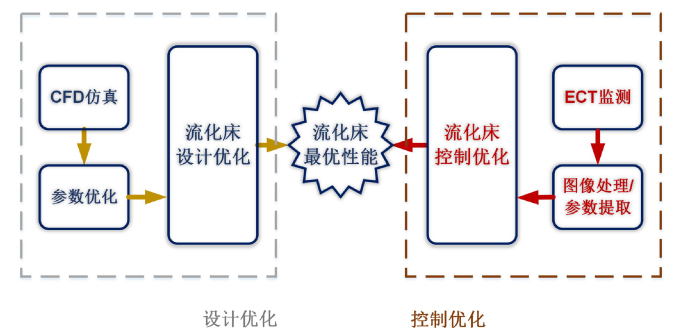 CFD仿真
参数优化
流化床
设计优化
流化床
最优性能
流化床
控制优化
ECT监测
图像处理/
参数提取
设计优化
控制优化